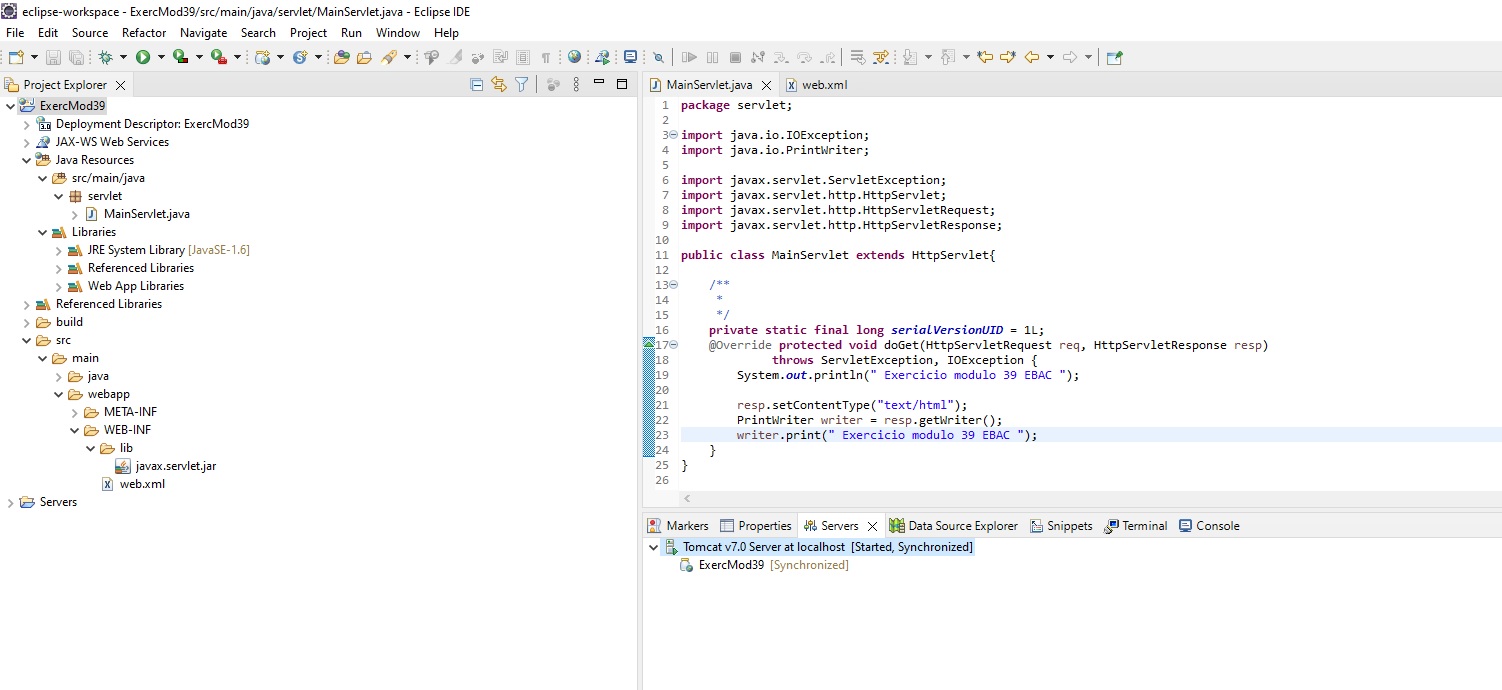 eclipse-workspace - ExercMod39/src/main/java/servlet/MainServlet.java - Eclipse IDE
File Edit Source Refactor Navigate Search Project Run Window Help
Project Explorer
ExercMod39
Deployment Descriptor: ExercMod39
JAX-WS Web Services
Java Resources
src/main/java
servlet
MainServlet.java
Libraries
JRE System Library [JavaSE-1.6]
Referenced Libraries
Web App Libraries
Referenced Libraries
build
src
main
java
webapp
META-INF
WEB-INF
lib
javax.servlet.jar
web.xml
Servers
MainServlet.java web.xml
1 package servlet;
2
3 import java.io.IOException;
4 import java.io.PrintWriter;
5
6 import javax.servlet.ServletException;
7 import javax.servlet.http.HttpServlet;
8 import javax.servlet.http.HttpServletRequest;
9 import javax.servlet.http.HttpServletResponse;
10
11 public class MainServlet extends HttpServlet{
12
13 /**
14 *
15 */
16 private static final long serialVersionUID = 1L;
17 @Override protected void doGet(HttpServletRequest req, HttpServletResponse resp)
18 throws ServletException, IOException {
19 System.out.println(" Exercicio modulo 39 EBAC ");
20
21 resp.setContentType("text/html");
22 PrintWriter writer = resp.getWriter();
23 writer.print(" Exercicio modulo 39 EBAC ");
24 }
25 }
26
Markers Properties Servers Data Source Explorer Snippets Terminal Console
Tomcat v7.0 Server at localhost [Started, Synchronized]
ExercMod39 [Synchronized]